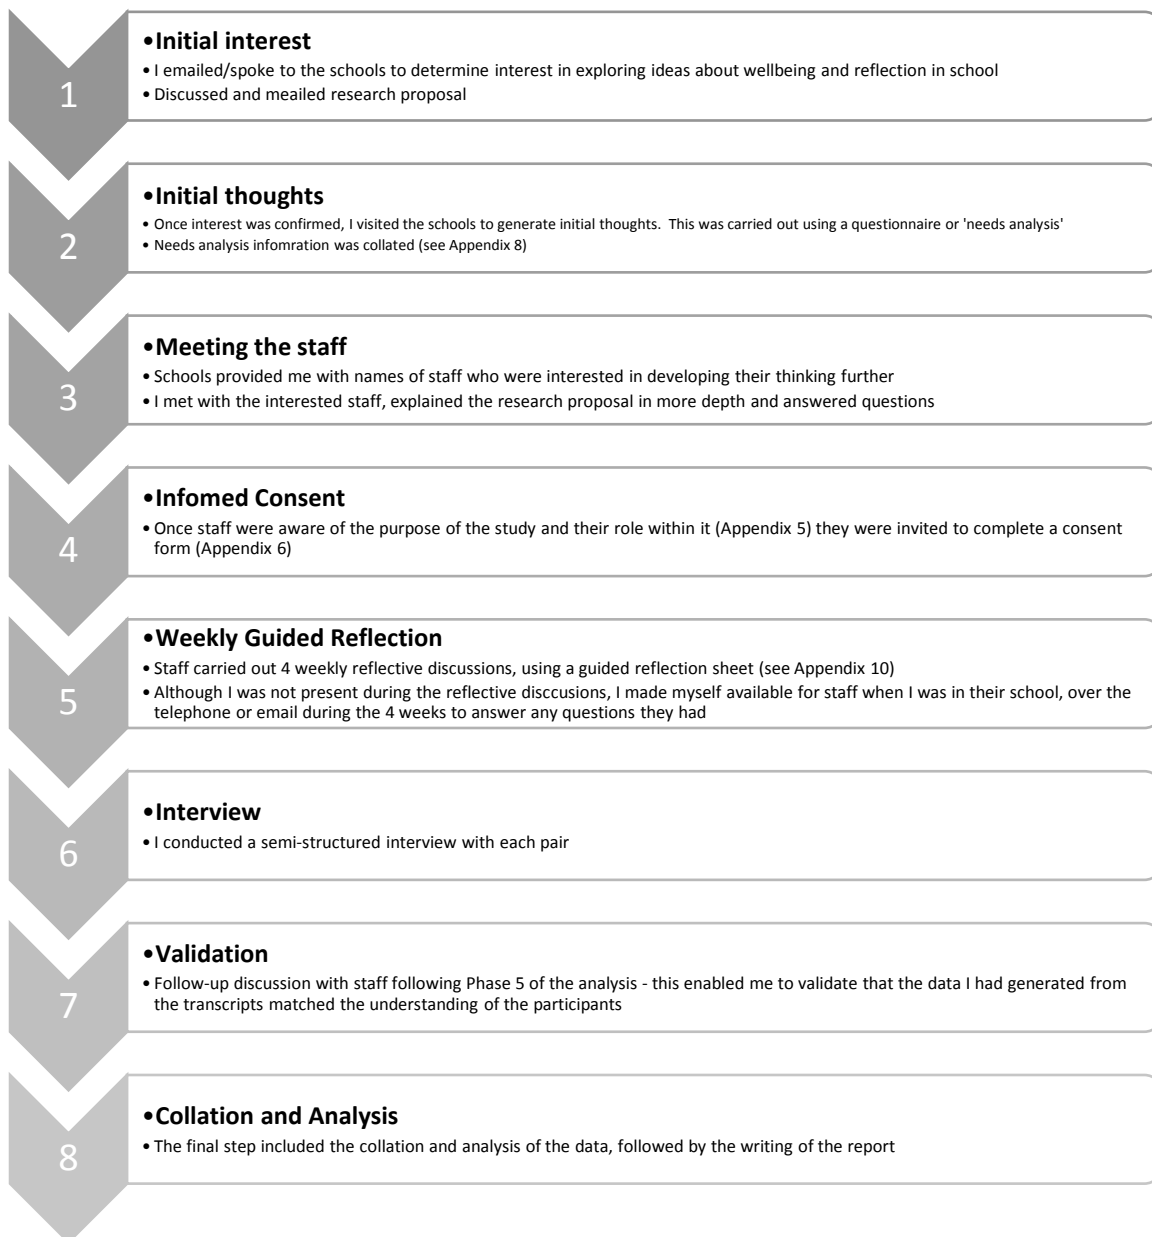 1
•Initial interest
• I emailed/spoke to the schools to determine interest in exploring ideas about wellbeing and reflection in school
• Discussed and meailed research proposal
2
•Initial thoughts
• Once interest was confirmed, I visited the schools to generate initial thoughts.  This was carried out using a questionnaire or 'needs analysis'
• Needs analysis infomration was collated (see Appendix 8)
3
•Meeting the staff
• Schools provided me with names of staff who were interested in developing their thinking further
• I met with the interested staff, explained the research proposal in more depth and answered questions
4
•Infomed Consent
• Once staff were aware of the purpose of the study and their role within it (Appendix 5) they were invited to complete a consent
form (Appendix 6)
5
•Weekly Guided Reflection
• Staff carried out 4 weekly reflective discussions, using a guided reflection sheet (see Appendix 10)
• Although I was not present during the reflective disccusions, I made myself available for staff when I was in their school, over the
telephone or email during the 4 weeks to answer any questions they had
6
•Interview
• I conducted a semi-structured interview with each pair
7
•Validation
• Follow-up discussion with staff following Phase 5 of the analysis - this enabled me to validate that the data I had generated from
the transcripts matched the understanding of the participants
8
•Collation and Analysis
• The final step included the collation and analysis of the data, followed by the writing of the report